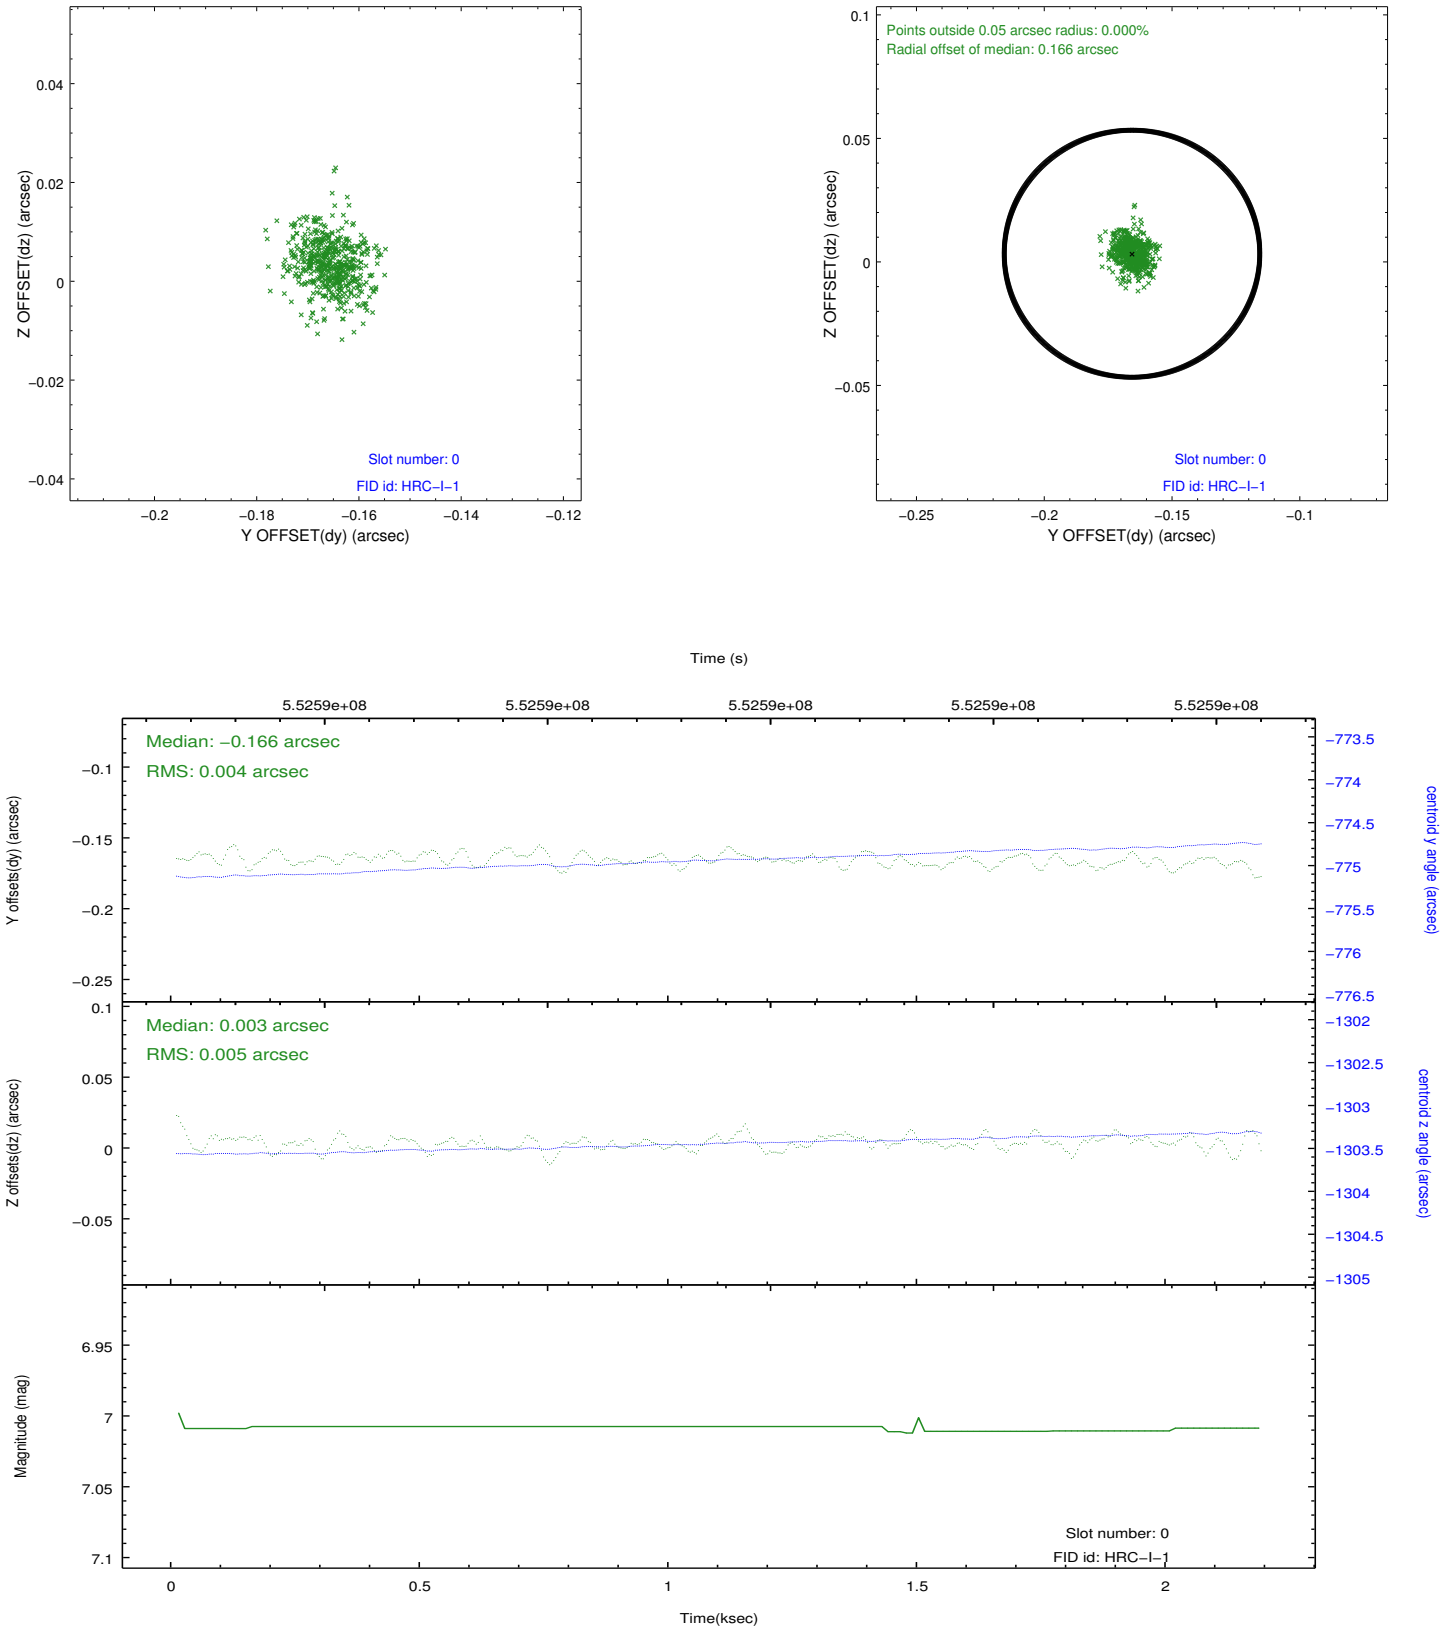 0.04
0.02
0
−0.02
−0.04
Z OFFSET(dz) (arcsec)
Slot number: 0
FID id: HRC−I−1
−0.2
−0.18
−0.16
−0.14
−0.12
Y OFFSET(dy) (arcsec)
Points outside 0.05 arcsec radius: 0.000%
Radial offset of median: 0.166 arcsec
0.1
0.05
0
−0.05
Z OFFSET(dz) (arcsec)
Slot number: 0
FID id: HRC−I−1
−0.25
−0.2
−0.15
−0.1
Y OFFSET(dy) (arcsec)
Time (s)
5.5259e+08
5.5259e+08
5.5259e+08
5.5259e+08
5.5259e+08
Median: −0.166 arcsec
RMS: 0.004 arcsec
−0.1
−0.15
−0.2
−0.25
Y offsets(dy) (arcsec)
−773.5
−774
−774.5
−775
−775.5
−776
−776.5
centroid y angle (arcsec)
Median: 0.003 arcsec
RMS: 0.005 arcsec
0.1
0.05
0
−0.05
Z offsets(dz) (arcsec)
−1302
−1302.5
−1303
−1303.5
−1304
−1304.5
−1305
centroid z angle (arcsec)
6.95
7
7.05
7.1
Magnitude (mag)
Slot number: 0
FID id: HRC−I−1
0
0.5
1
1.5
2
Time(ksec)